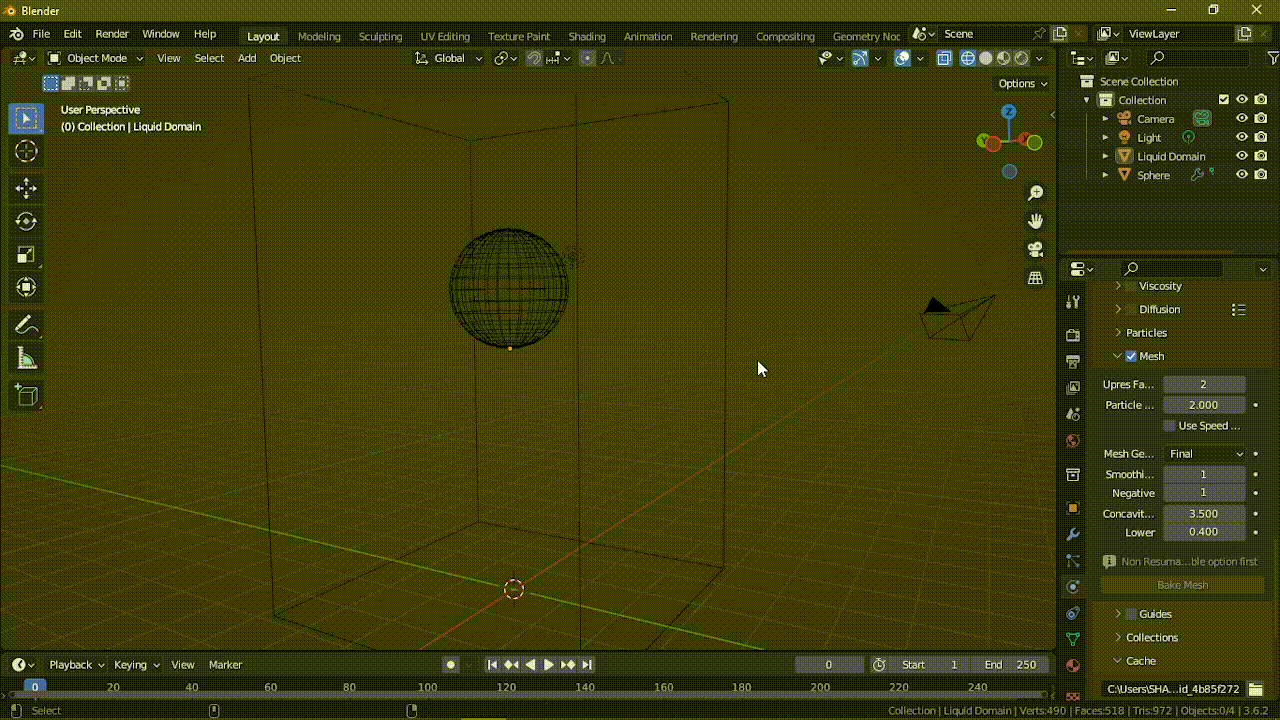 Blender
File Edit Render Window Help Layout Modeling Sculpting UV Editing Texture Paint Shading Animation Rendering Compositing Geometry Noc Scene ViewLayer
Object Mode View Select Add Object Global
Options
User Perspective
(0) Collection | Liquid Domain
Z
Y
X
Scene Collection
Collection
Camera
Light
Liquid Domain
Sphere
Viscosity
Diffusion
Particles
Mesh
Upres Fa... 2
Particle ... 2.000
Use Speed ...
Mesh Ge... Final
Smoothi... 1
Negative 1
Concavit... 3.500
Lower 0.400
Non Resuma...ble option first
Bake Mesh
Guides
Collections
Cache
C:\Users\SHA...id_4b85f272
Playback Keying View Marker 0 Start 1 End 250
0 20 40 60 80 100 120 140 160 180 200 220 240
Select Collection | Liquid Domain | Verts:490 | Faces:518 | Tris:972 | Objects:0/4 | 3.6.2